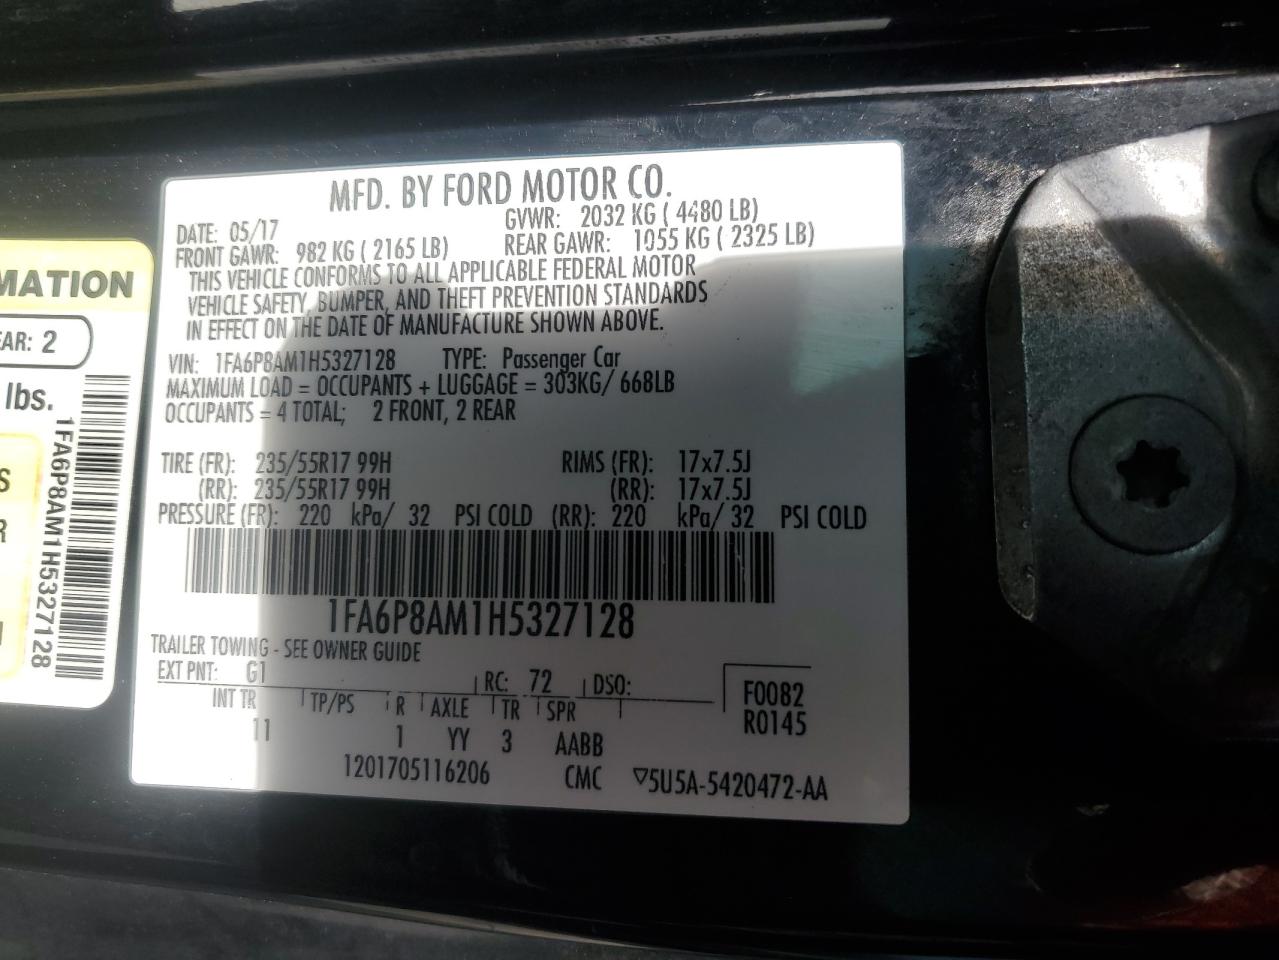 MFD. BY FORD MOTOR CO.
DATE: 05/17 GVWR: 2032 KG ( 4480 LB)
FRONT GAWR: 982 KG ( 2165 LB) REAR GAWR: 1055 KG ( 2325 LB)
THIS VEHICLE CONFORMS TO ALL APPLICABLE FEDERAL MOTOR
VEHICLE SAFETY, BUMPER, AND THEFT PREVENTION STANDARDS
IN EFFECT ON THE DATE OF MANUFACTURE SHOWN ABOVE.
VIN: 1FA6P8AM1H5327128 TYPE: Passenger Car
MAXIMUM LOAD = OCCUPANTS + LUGGAGE = 303KG/ 668LB
OCCUPANTS = 4 TOTAL; 2 FRONT, 2 REAR
TIRE (FR): 235/55R17 99H RIMS (FR): 17x7.5J
(RR): 235/55R17 99H (RR): 17x7.5J
PRESSURE (FR): 220 kPa/ 32 PSI COLD (RR): 220 kPa/ 32 PSI COLD
1FA6P8AM1H5327128
TRAILER TOWING - SEE OWNER GUIDE
EXT PNT: G1 RC: 72 DSO:
INT TR TP/PS R AXLE TR SPR
11 1 YY 3 AABB
F0082
R0145
1201705116206 CMC ▽5U5A-5420472-AA
MATION
EAR: 2
lbs.
1FA6P8AM1H5327128
S
R